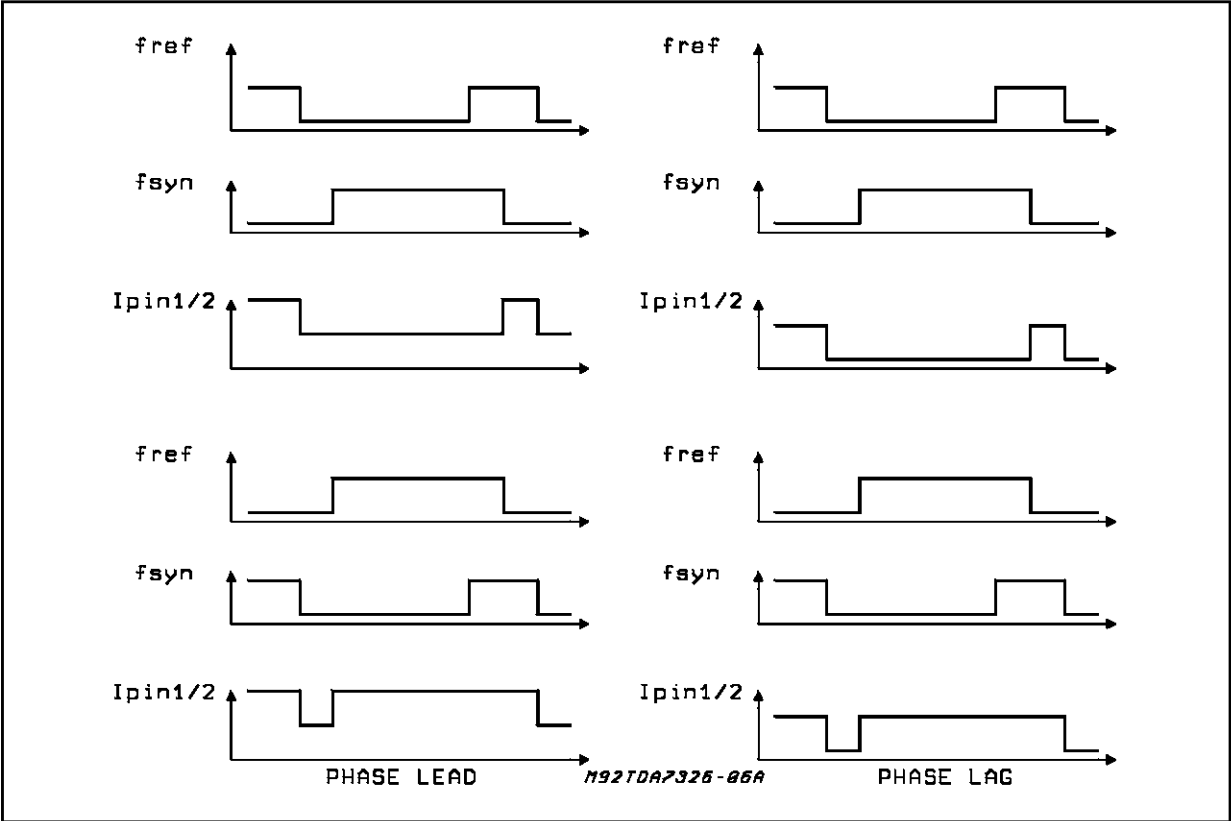 fref fref
fsyn fsyn
Ipin1/2 Ipin1/2
fref fref
fsyn fsyn
Ipin1/2 Ipin1/2
PHASE LEAD M92TDA7326-06A PHASE LAG